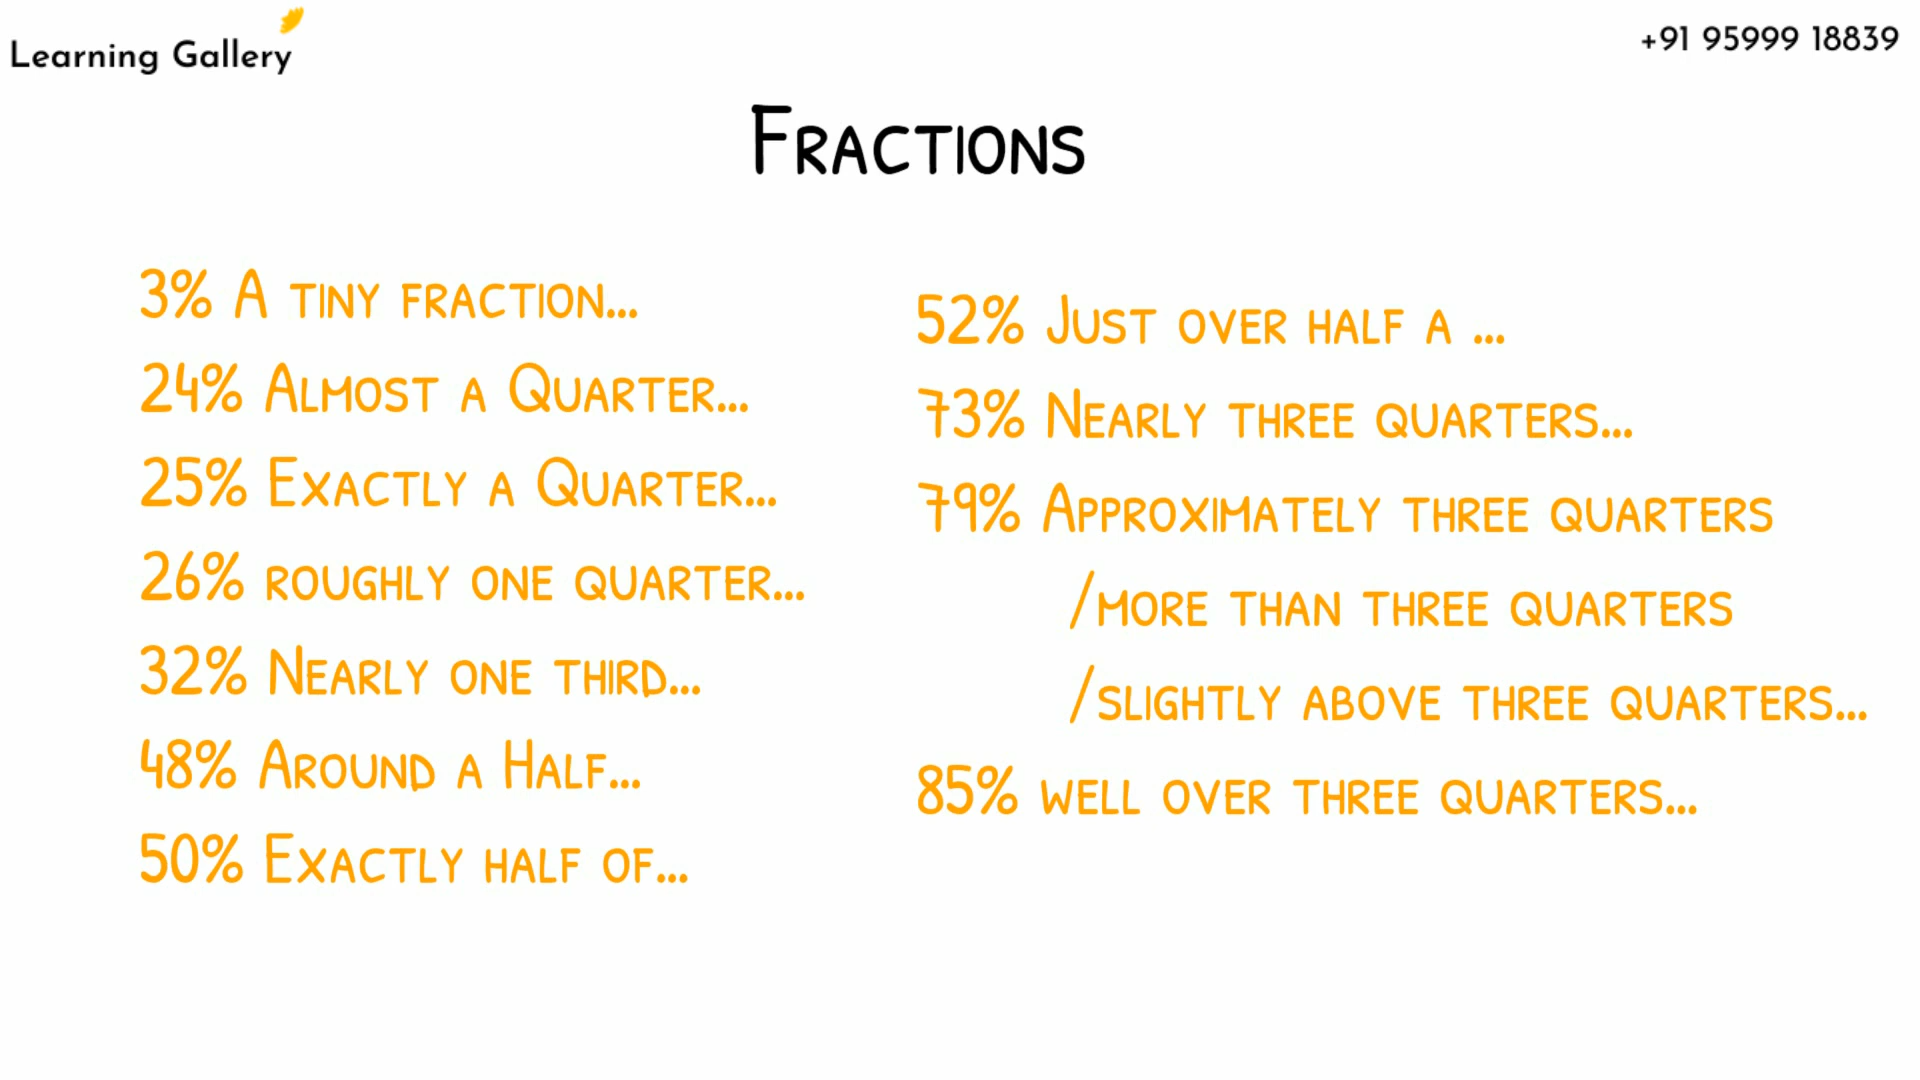 Learning Gallery
+91 95999 18839
Fractions
3% A tiny fraction...
24% Almost a Quarter...
25% Exactly a Quarter...
26% roughly one quarter...
32% Nearly one third...
48% Around a Half...
50% Exactly half of...
52% Just over half a ...
73% Nearly three quarters...
79% Approximately three quarters
/more than three quarters
/slightly above three quarters...
85% well over three quarters...